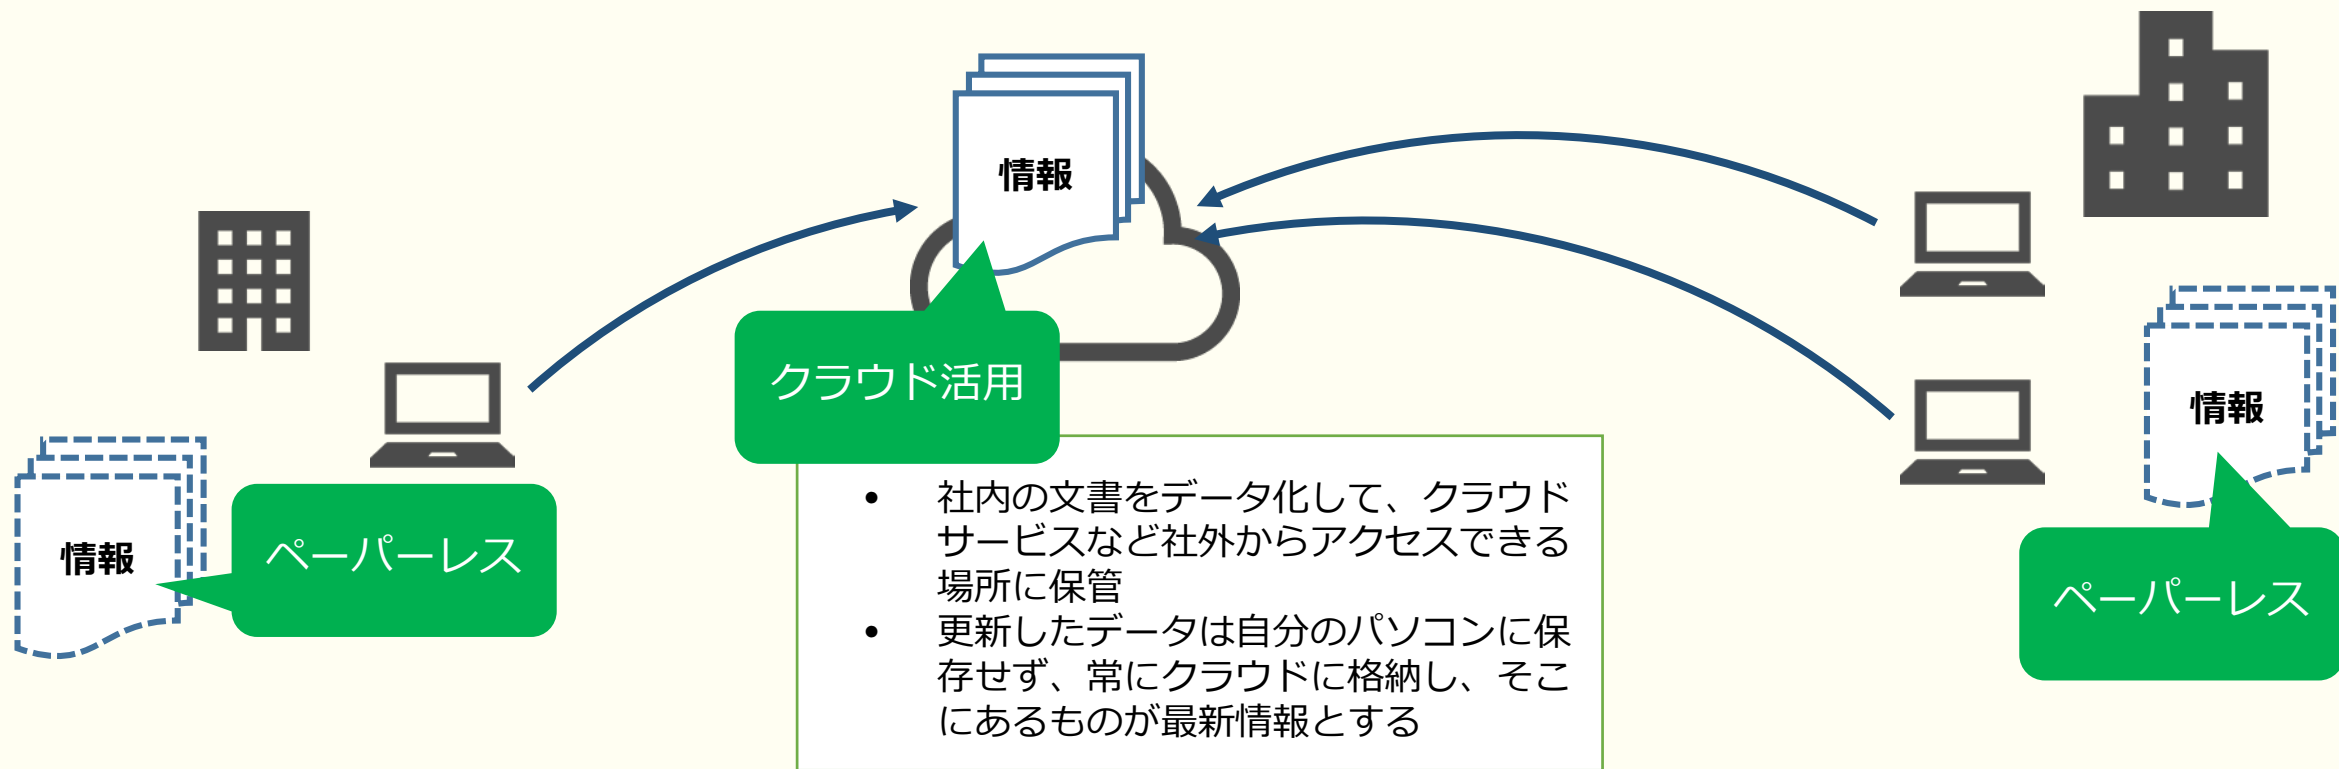 情報
クラウド活用
情報
ペーパーレス
情報
ペーパーレス
• 社内の文書をデータ化して、クラウド
サービスなど社外からアクセスできる
場所に保管
• 更新したデータは自分のパソコンに保
存せず、常にクラウドに格納し、そこ
にあるものが最新情報とする